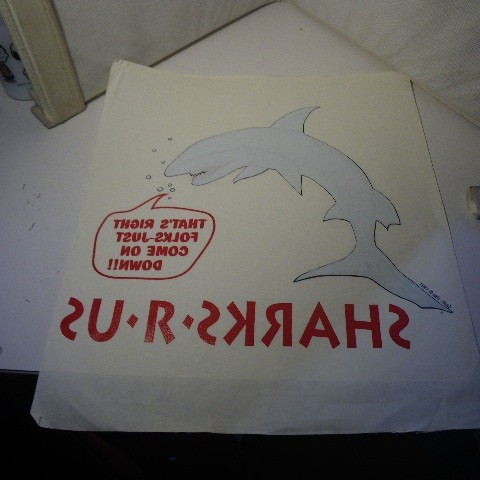 THAT'S RIGHT
FOLKS-JUST
COME ON
DOWN!!
SHARKS·R·US